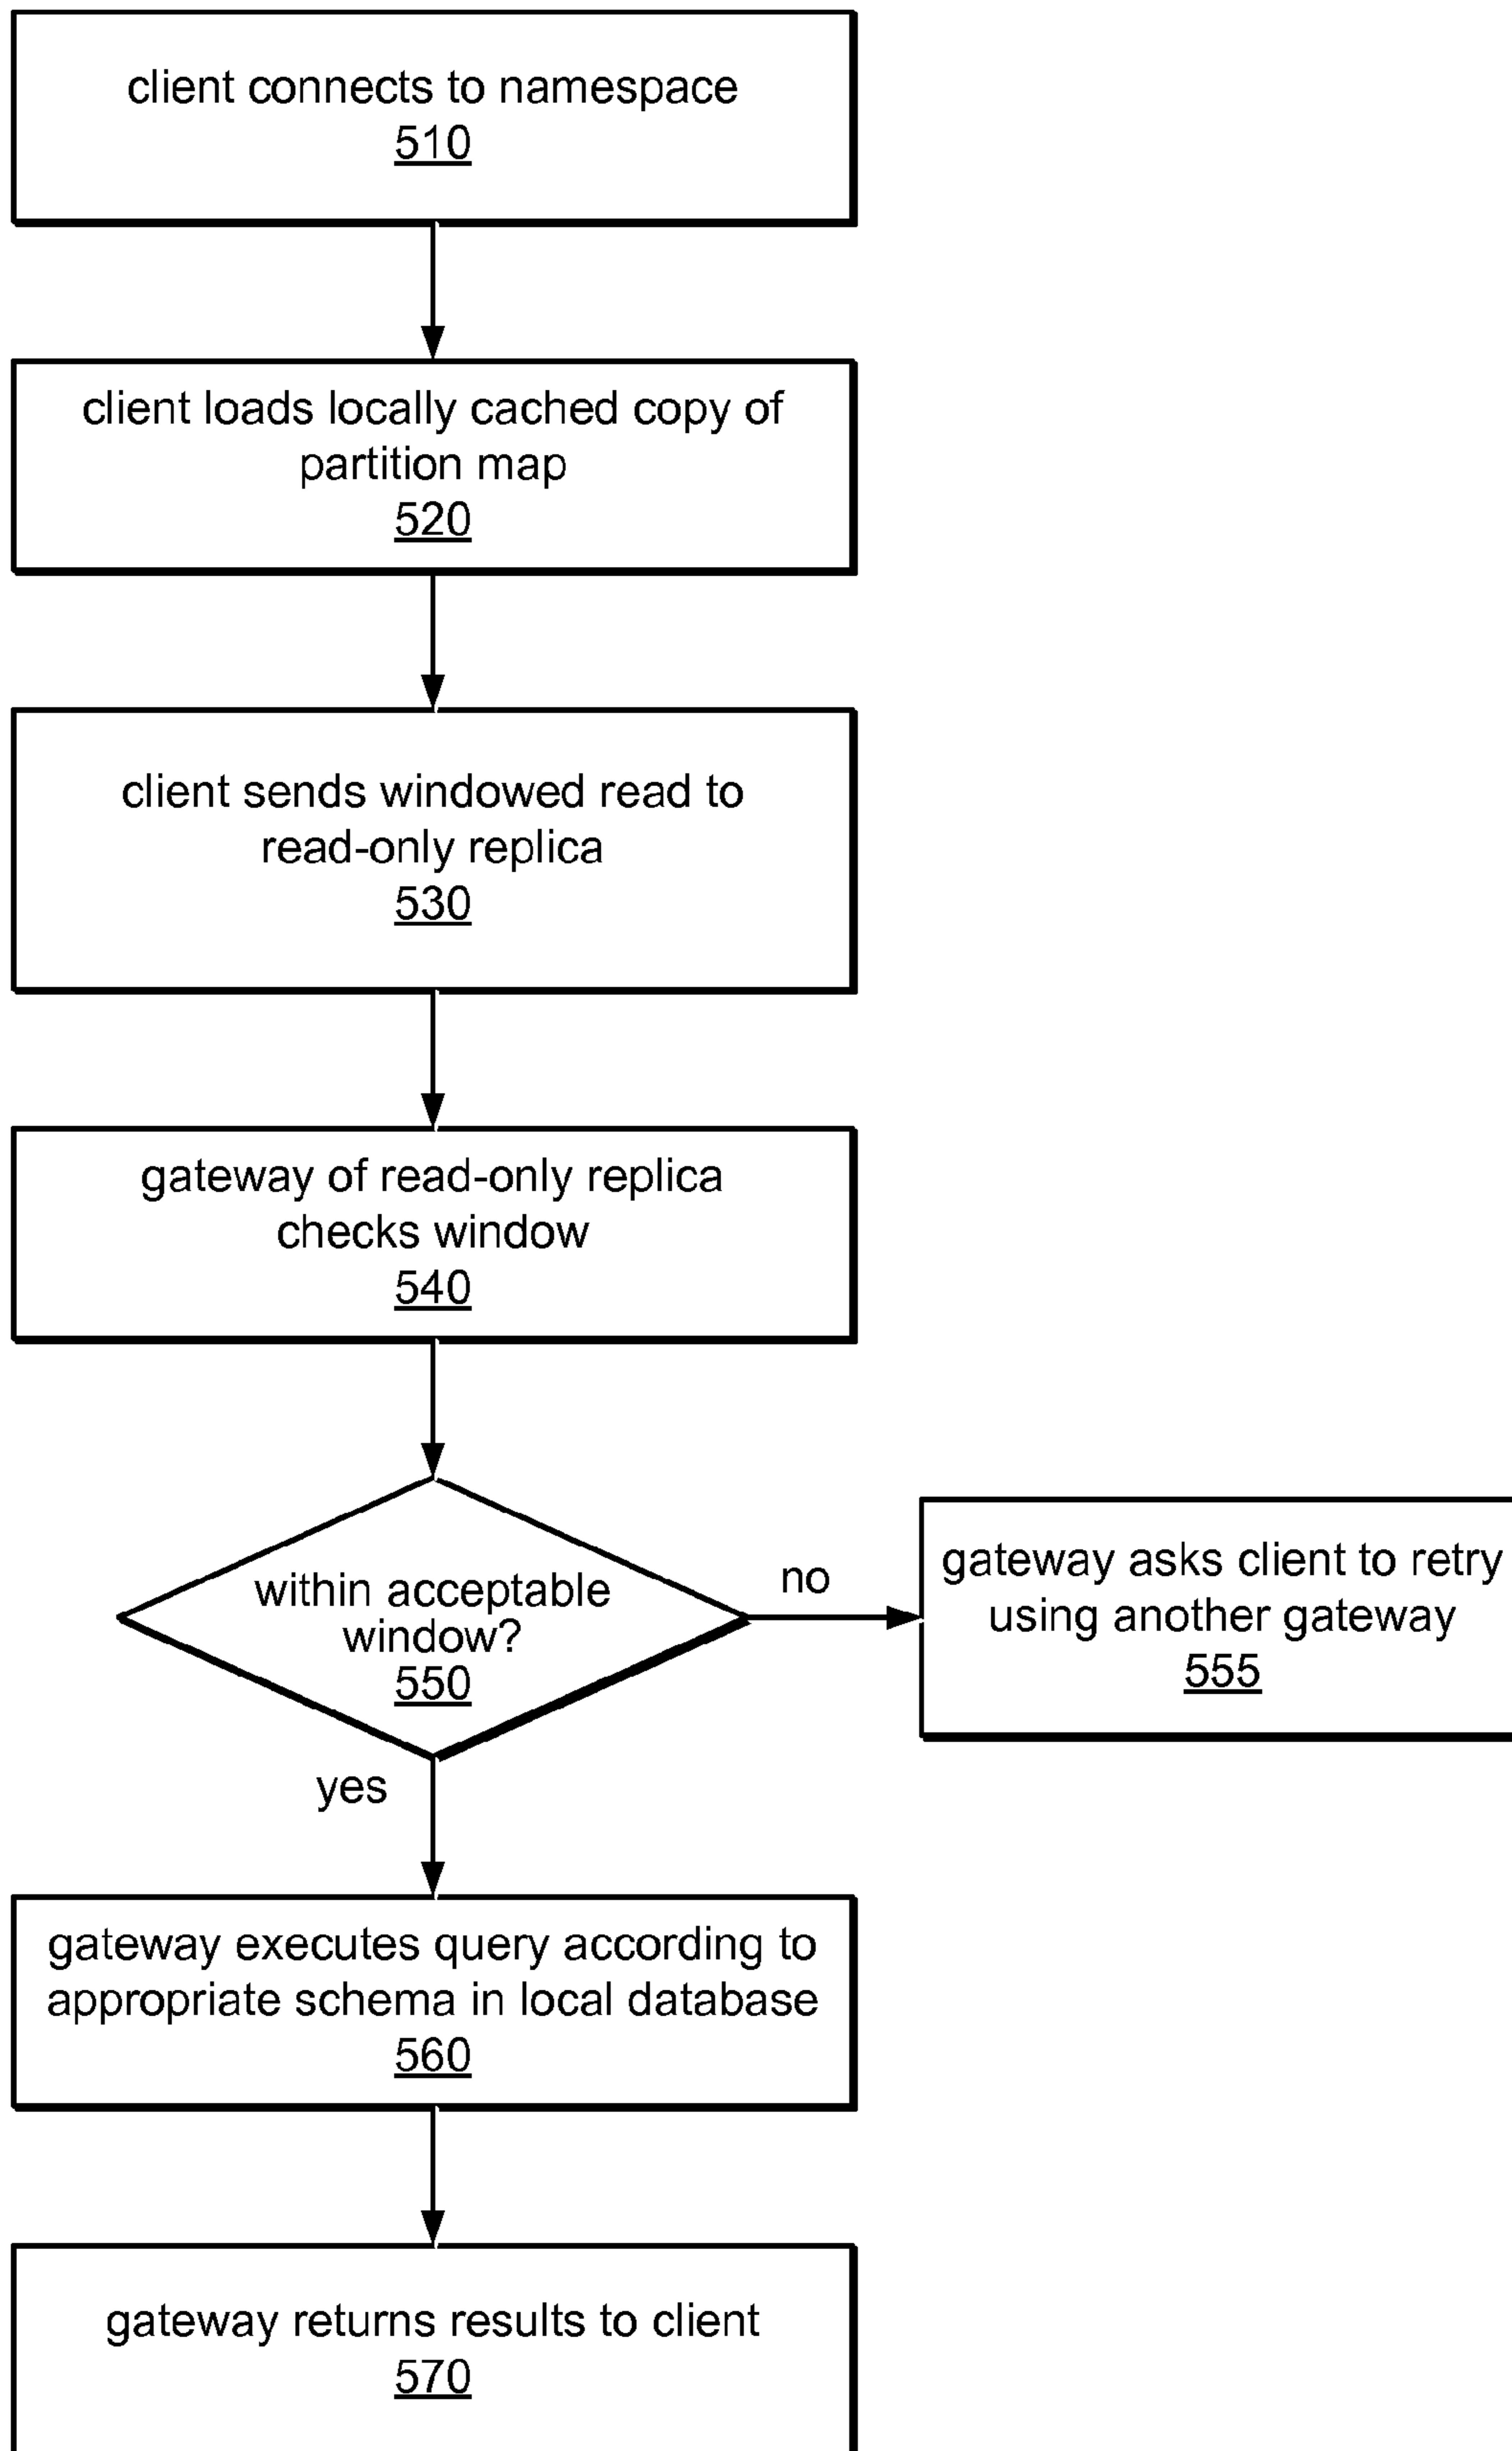 client connects to namespace
510
client loads locally cached copy of
partition map
520
client sends windowed read to
read-only replica
530
gateway of read-only replica
checks window
540
within acceptable
window?
550
no
gateway asks client to retry
using another gateway
555
yes
gateway executes query according to
appropriate schema in local database
560
gateway returns results to client
570